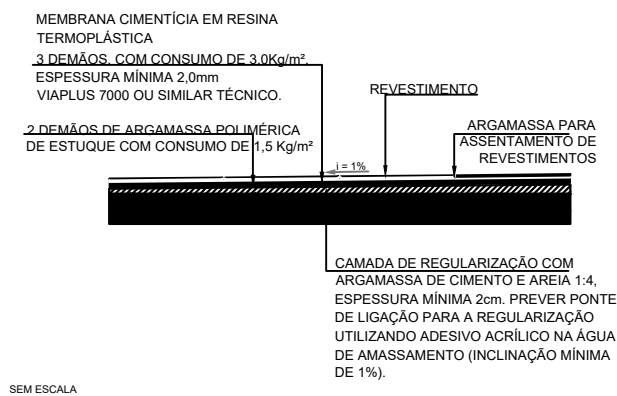 MEMBRANA CIMENTÍCIA EM RESINA
TERMOPLÁSTICA
3 DEMÃOS, COM CONSUMO DE 3,0Kg/m².
ESPESSURA MÍNIMA 2,0mm
VIAPLUS 7000 OU SIMILAR TÉCNICO.
REVESTIMENTO
2 DEMÃOS DE ARGAMASSA POLIMÉRICA
DE ESTUQUE COM CONSUMO DE 1,5 Kg/m²
ARGAMASSA PARA
ASSENTAMENTO DE
REVESTIMENTOS
i = 1%
CAMADA DE REGULARIZAÇÃO COM
ARGAMASSA DE CIMENTO E AREIA 1:4,
ESPESSURA MÍNIMA 2cm. PREVER PONTE
DE LIGAÇÃO PARA A REGULARIZAÇÃO
UTILIZANDO ADESIVO ACRÍLICO NA ÁGUA
DE AMASSAMENTO (INCLINAÇÃO MÍNIMA
DE 1%).
SEM ESCALA